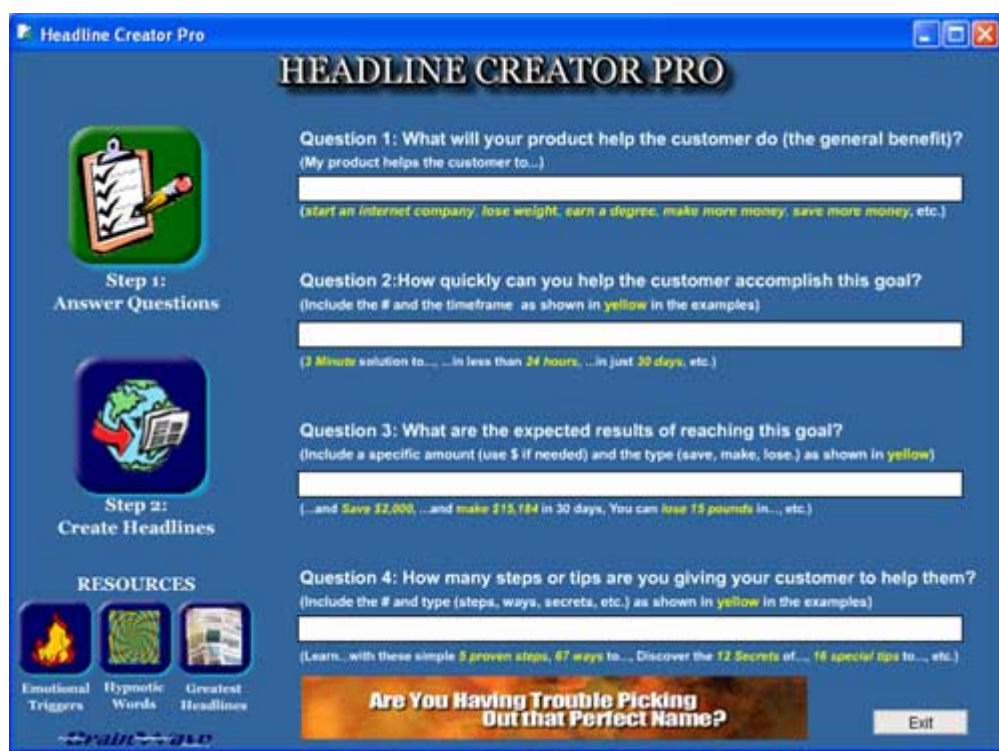 Headline Creator Pro
HEADLINE CREATOR PRO
Question 1: What will your product help the customer do (the general benefit)?
(My product helps the customer to...)
(start an internet company, lose weight, earn a degree, make more money, save more money, etc.)
Step 1:
Answer Questions
Question 2:How quickly can you help the customer accomplish this goal?
(Include the # and the timeframe as shown in yellow in the examples)
(3 Minute solution to..., ...in less than 24 hours, ...in just 30 days, etc.)
Question 3: What are the expected results of reaching this goal?
(Include a specific amount (use $ if needed) and the type (save, make, lose.) as shown in yellow)
(...and Save $2,000, ...and make $15,184 in 30 days, You can lose 15 pounds in..., etc.)
Step 2:
Create Headlines
Question 4: How many steps or tips are you giving your customer to help them?
(Include the # and type (steps, ways, secrets, etc.) as shown in yellow in the examples)
(Learn...with these simple 5 proven steps, 67 ways to..., Discover the 12 Secrets of..., 16 special tips to..., etc.)
RESOURCES
Emotional Triggers
Hypnotic Words
Greatest Headlines
BrainWave
Are You Having Trouble Picking
Out that Perfect Name?
Exit